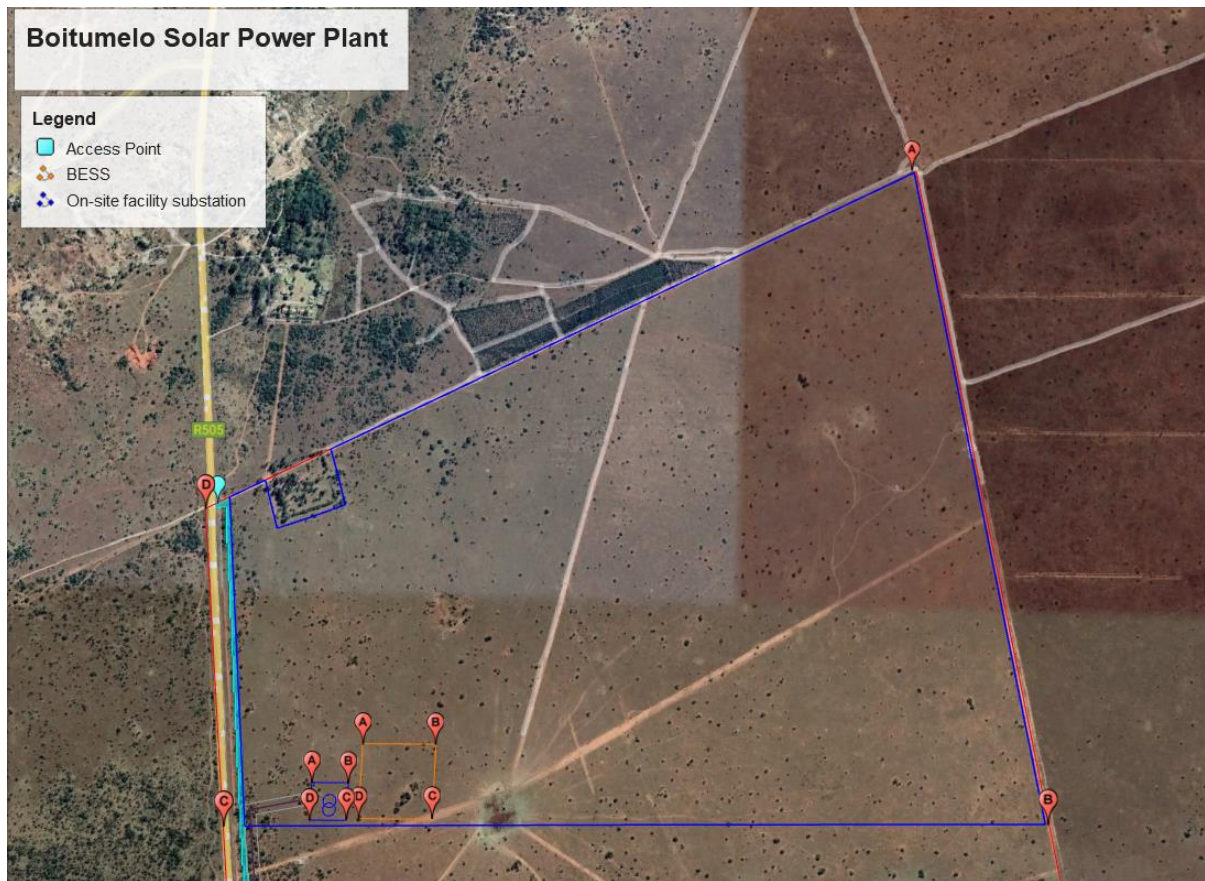 Boitumelo Solar Power Plant
Legend
Access Point
BESS
On-site facility substation
A
R505
D
A
B
A
B
D
C
D
C
C
B